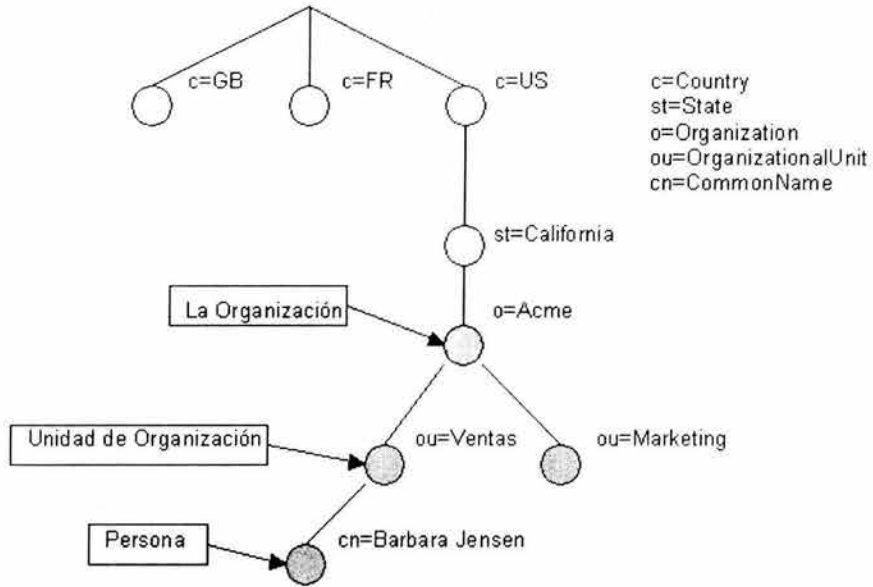 c=GB
c=FR
c=US
c=Country
st=State
o=Organization
ou=OrganizationalUnit
cn=CommonName
st=California
La Organización
o=Acme
Unidad de Organización
ou=Ventas
ou=Marketing
Persona
cn=Barbara Jensen